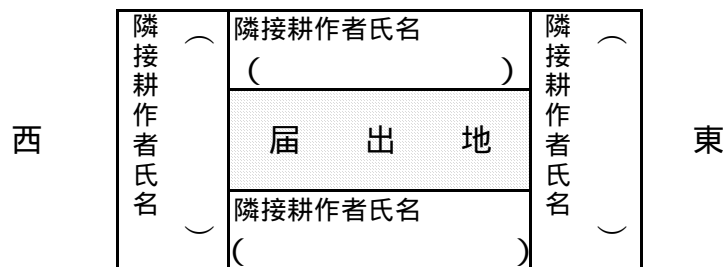 西
隣接耕作者氏名
（　　）
隣接耕作者氏名
（　　）
届　出　地
隣接耕作者氏名
（　　）
隣接耕作者氏名
（　　）
東